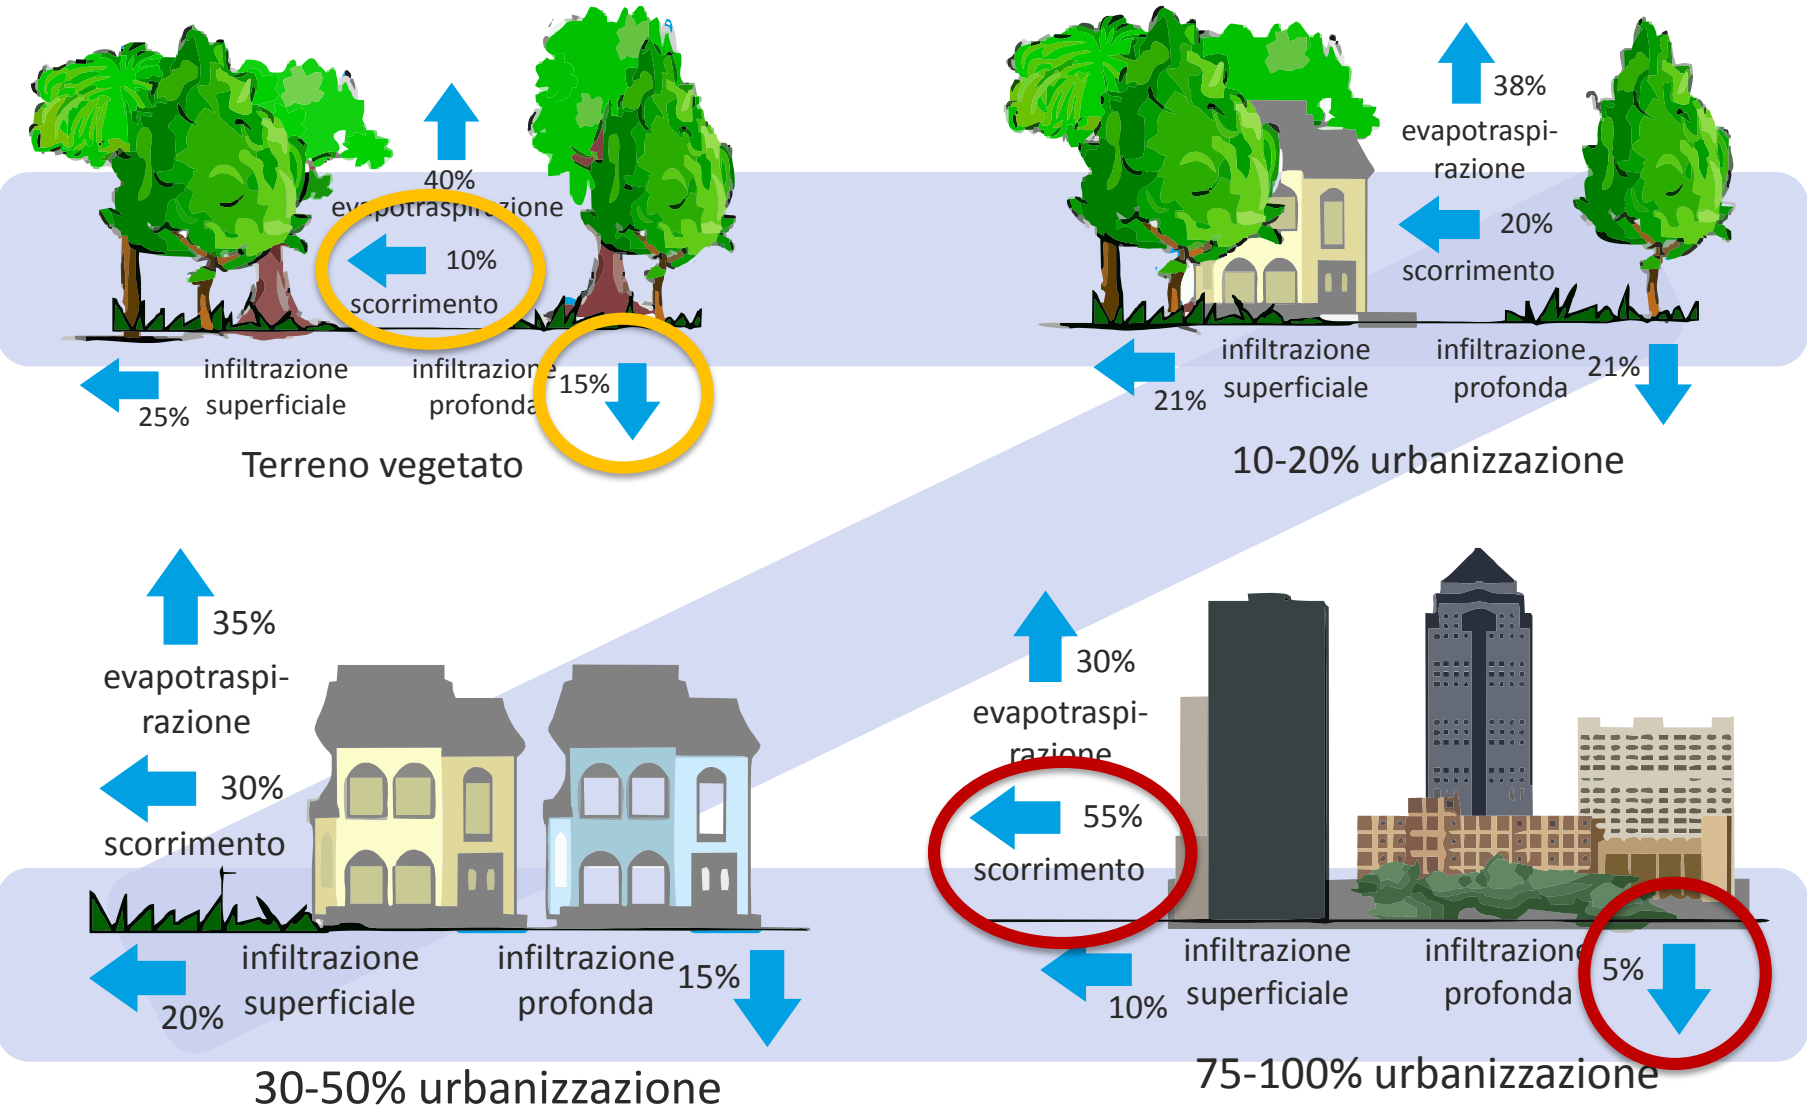 40%
evapotraspirazione
10%
scorrimento
infiltrazione
superficiale
infiltrazione
profonda
15%
25%
Terreno vegetato
38%
evapotraspi-
razione
20%
scorrimento
infiltrazione
superficiale
infiltrazione
profonda
21%
21%
10-20% urbanizzazione
35%
evapotraspi-
razione
30%
scorrimento
infiltrazione
superficiale
infiltrazione
profonda
15%
20%
30-50% urbanizzazione
30%
evapotraspi-
razione
55%
scorrimento
infiltrazione
superficiale
infiltrazione
profonda
5%
10%
75-100% urbanizzazione